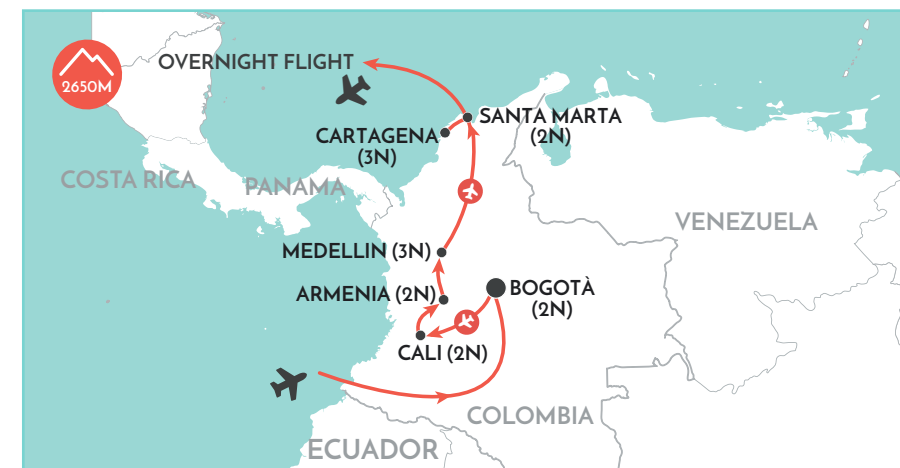 2650M
OVERNIGHT FLIGHT
SANTA MARTA
(2N)
CARTAGENA
(3N)
COSTA RICA
PANAMA
VENEZUELA
MEDELLIN (3N)
ARMENIA (2N)
BOGOTÀ
(2N)
CALI (2N)
COLOMBIA
ECUADOR